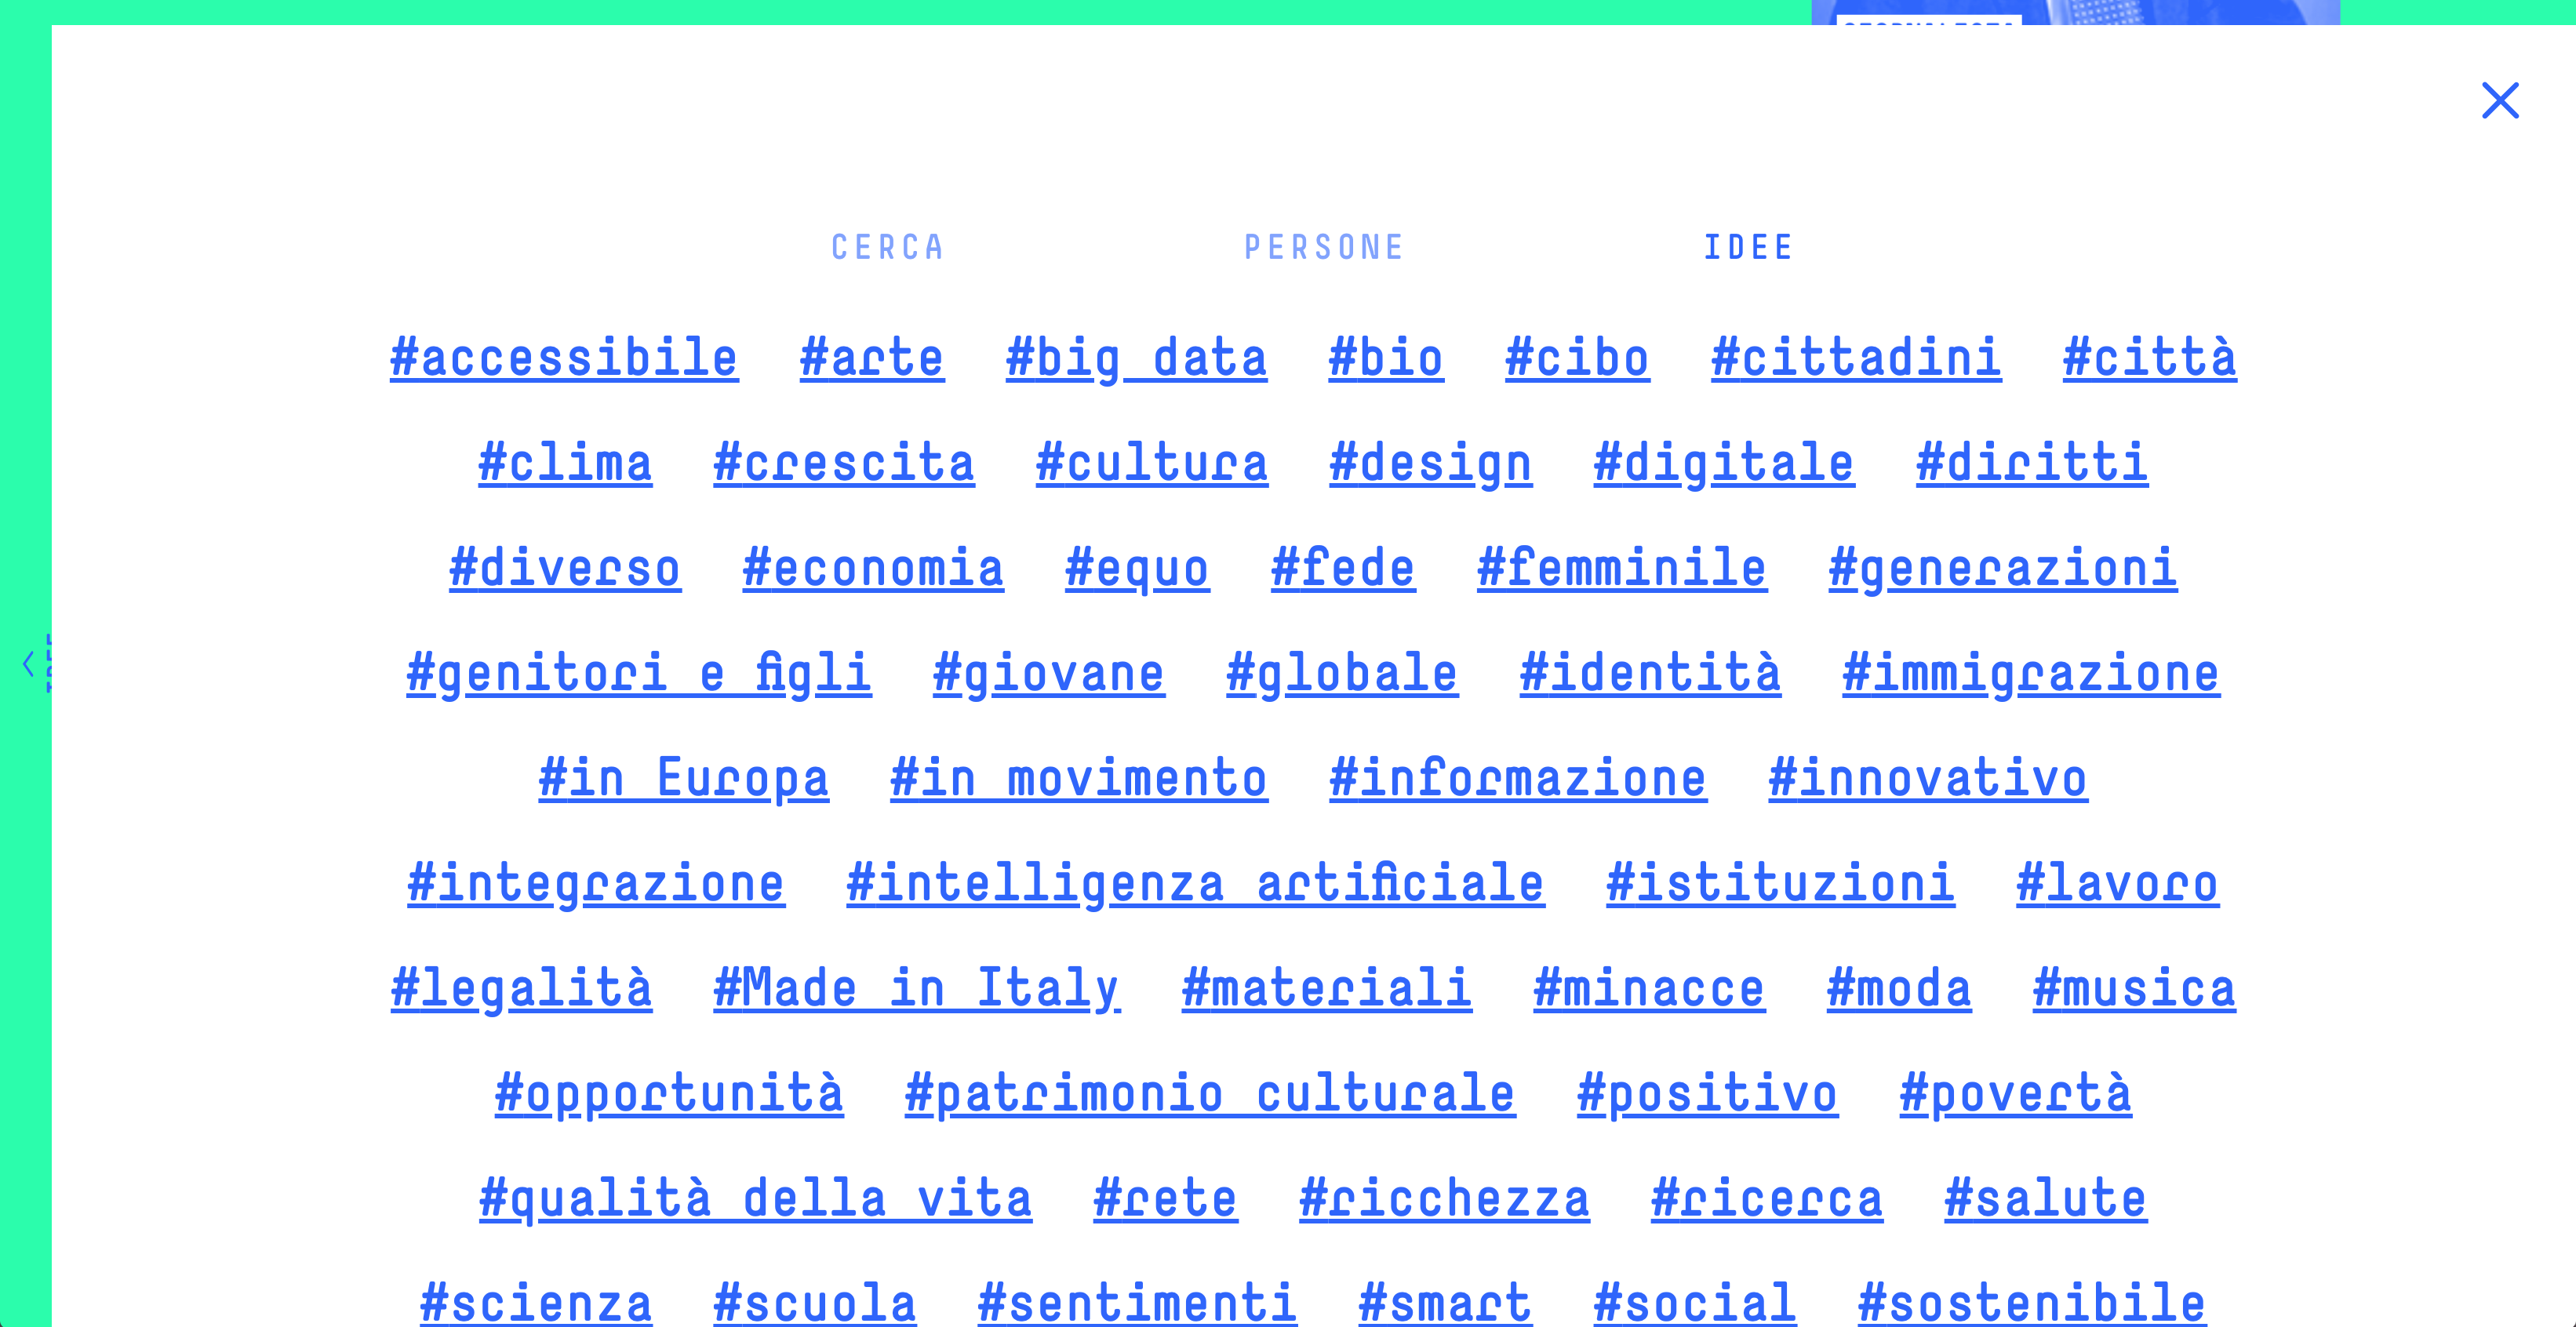 CERCA PERSONE IDEE
#accessibile #arte #big data #bio #cibo #cittadini #città
#clima #crescita #cultura #design #digitale #diritti
#diverso #economia #equo #fede #femminile #generazioni
#genitori e figli #giovane #globale #identità #immigrazione
#in Europa #in movimento #informazione #innovativo
#integrazione #intelligenza artificiale #istituzioni #lavoro
#legalità #Made in Italy #materiali #minacce #moda #musica
#opportunità #patrimonio culturale #positivo #povertà
#qualità della vita #rete #ricchezza #ricerca #salute
#scienza #scuola #sentimenti #smart #social #sostenibile